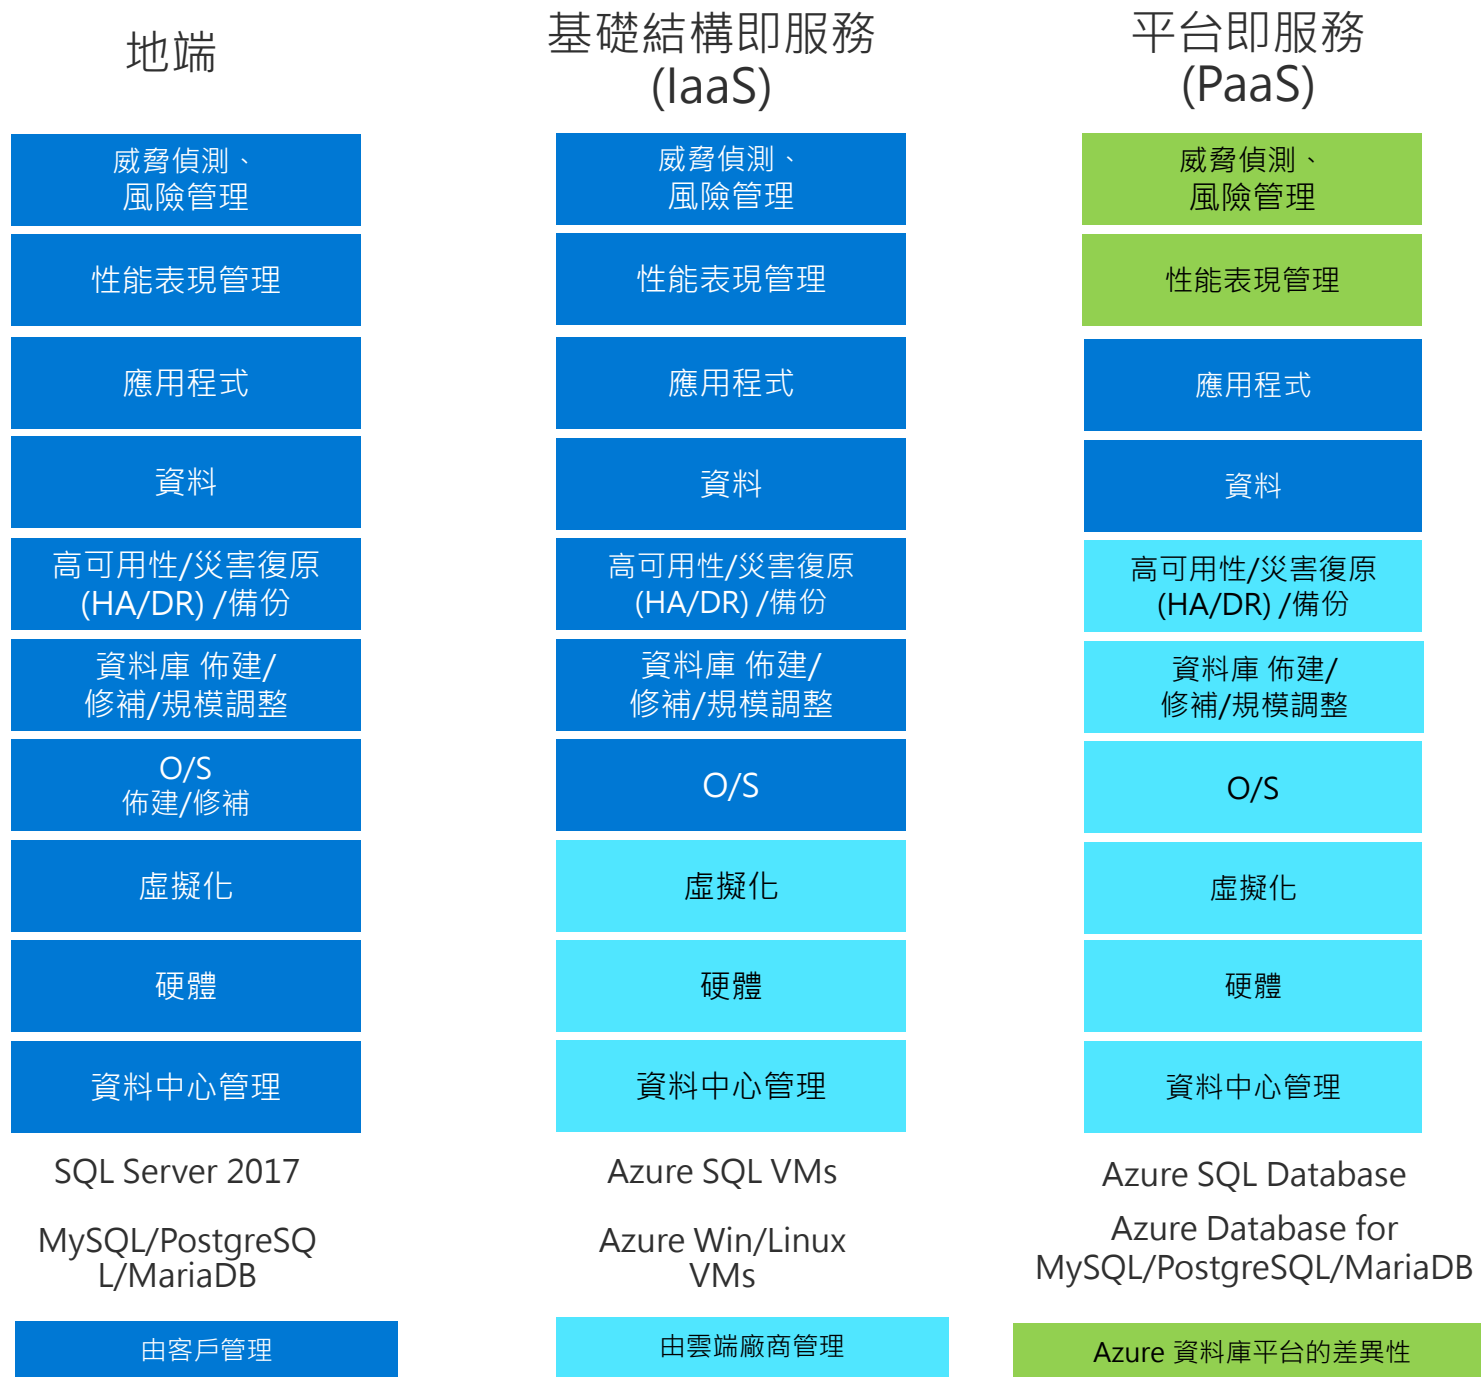 地端
威脅偵測、
風險管理
性能表現管理
應用程式
資料
高可用性/災害復原
(HA/DR) /備份
資料庫 佈建/
修補/規模調整
O/S
佈建/修補
虛擬化
硬體
資料中心管理
SQL Server 2017
MySQL/PostgreSQ
L/MariaDB
由客戶管理
基礎結構即服務
(IaaS)
威脅偵測、
風險管理
性能表現管理
應用程式
資料
高可用性/災害復原
(HA/DR) /備份
資料庫 佈建/
修補/規模調整
O/S
虛擬化
硬體
資料中心管理
Azure SQL VMs
Azure Win/Linux
VMs
由雲端廠商管理
平台即服務
(PaaS)
威脅偵測、
風險管理
性能表現管理
應用程式
資料
高可用性/災害復原
(HA/DR) /備份
資料庫 佈建/
修補/規模調整
O/S
虛擬化
硬體
資料中心管理
Azure SQL Database
Azure Database for
MySQL/PostgreSQL/MariaDB
Azure 資料庫平台的差異性